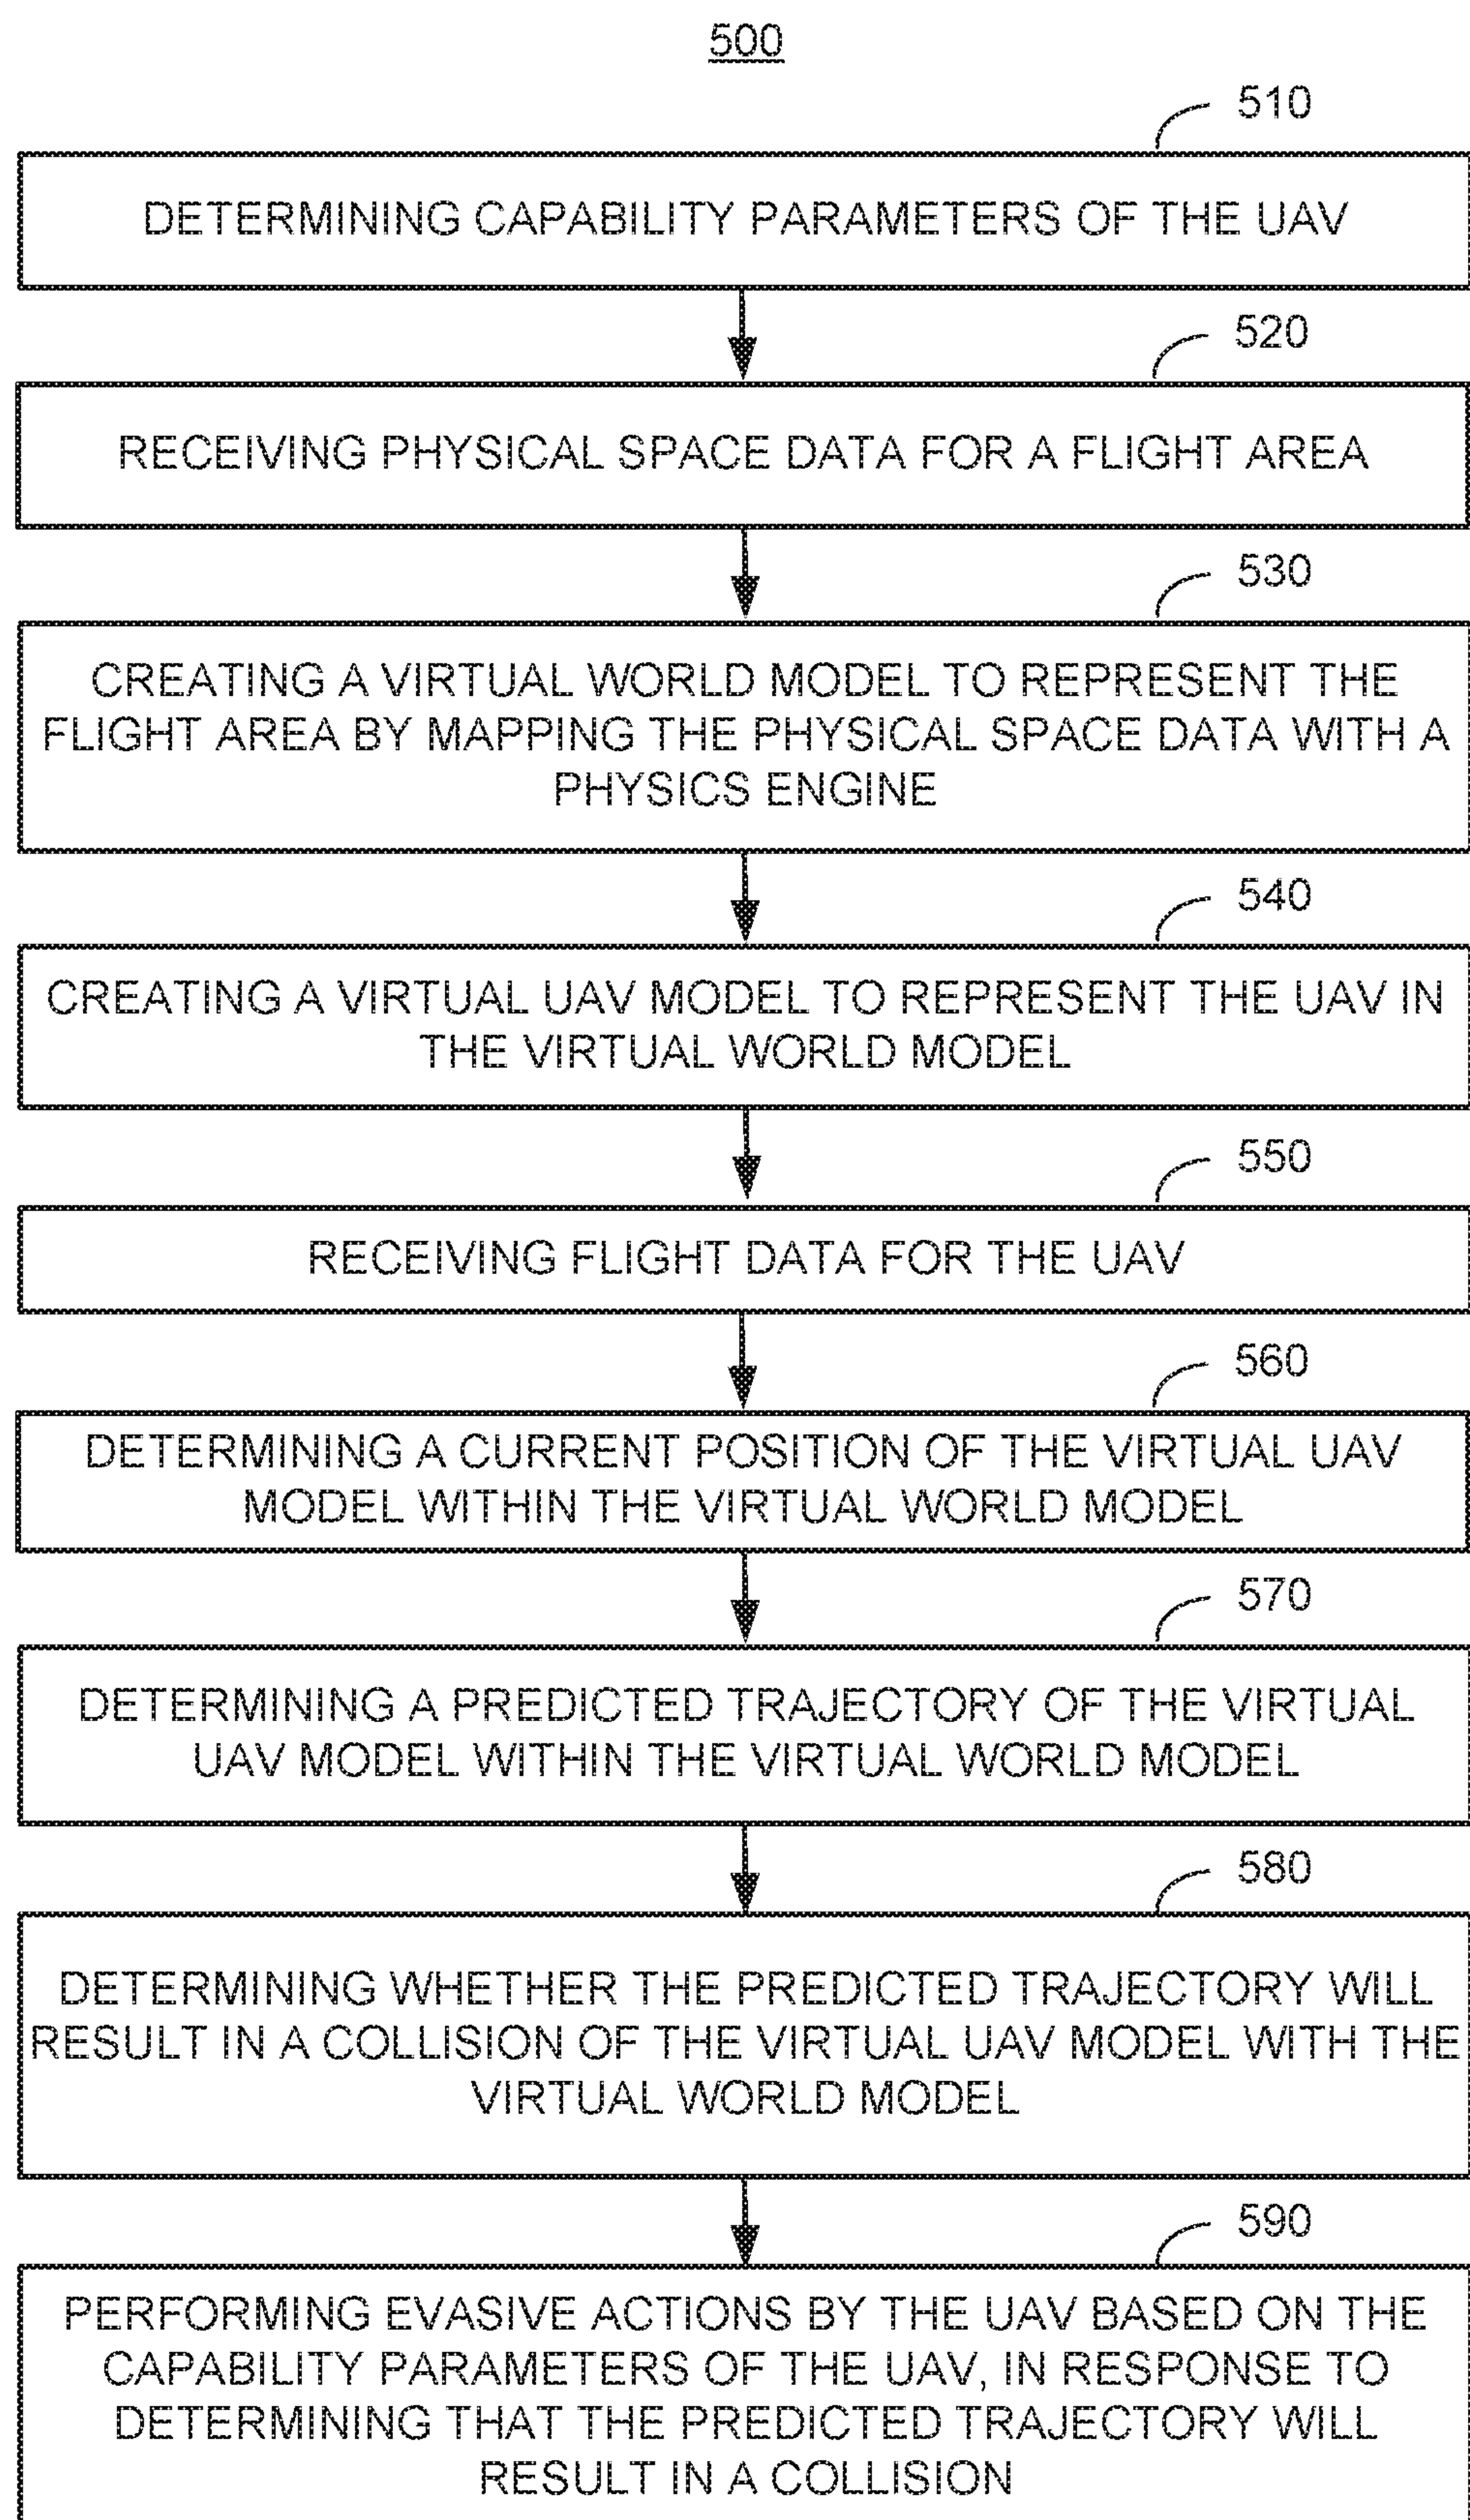 500
510
DETERMINING CAPABILITY PARAMETERS OF THE UAV
520
RECEIVING PHYSICAL SPACE DATA FOR A FLIGHT AREA
530
CREATING A VIRTUAL WORLD MODEL TO REPRESENT THE
FLIGHT AREA BY MAPPING THE PHYSICAL SPACE DATA WITH A
PHYSICS ENGINE
540
CREATING A VIRTUAL UAV MODEL TO REPRESENT THE UAV IN
THE VIRTUAL WORLD MODEL
550
RECEIVING FLIGHT DATA FOR THE UAV
560
DETERMINING A CURRENT POSITION OF THE VIRTUAL UAV
MODEL WITHIN THE VIRTUAL WORLD MODEL
570
DETERMINING A PREDICTED TRAJECTORY OF THE VIRTUAL
UAV MODEL WITHIN THE VIRTUAL WORLD MODEL
580
DETERMINING WHETHER THE PREDICTED TRAJECTORY WILL
RESULT IN A COLLISION OF THE VIRTUAL UAV MODEL WITH THE
VIRTUAL WORLD MODEL
590
PERFORMING EVASIVE ACTIONS BY THE UAV BASED ON THE
CAPABILITY PARAMETERS OF THE UAV, IN RESPONSE TO
DETERMINING THAT THE PREDICTED TRAJECTORY WILL
RESULT IN A COLLISION